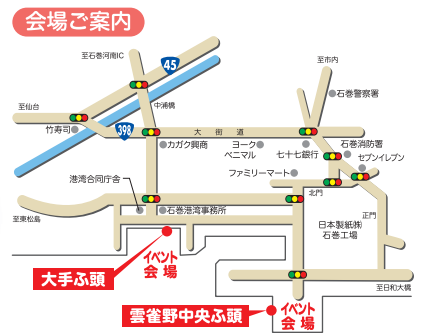 会場ご案内
至石巻河南IC
45
至市内
石巻警察署
至仙台
中浦橋
竹寿司
398
大街道
カガク興商
ヨーク
ベニマル
七十七銀行
石巻消防署
セブンイレブン
ファミリーマート
港湾合同庁舎
北門
石巻港湾事務所
正門
至東松島
日本製紙㈱
石巻工場
イベント
会場
大手ふ頭
至日和大橋
雲雀野中央ふ頭
イベント
会場